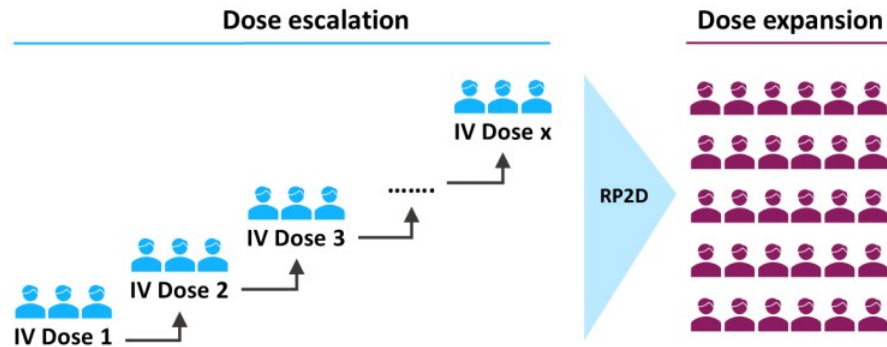 Dose escalation
Dose expansion
IV Dose x
.......
IV Dose 3
RP2D
IV Dose 2
IV Dose 1